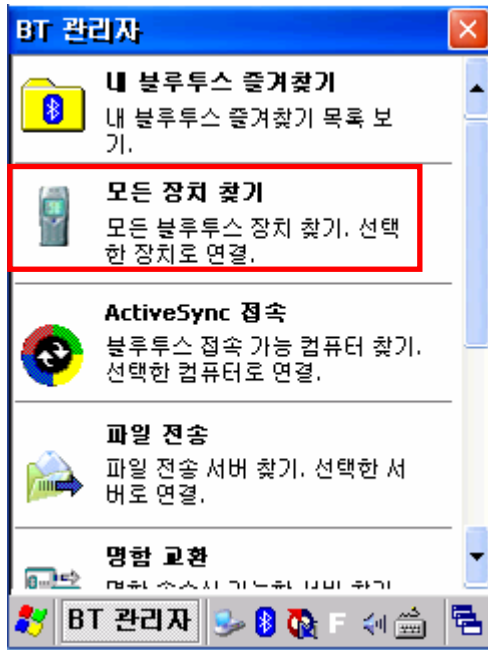 BT 관리자
내 블루투스 즐겨찾기
내 블루투스 즐겨찾기 목록 보
기.
모든 장치 찾기
모든 블루투스 장치 찾기. 선택
한 장치로 연결.
ActiveSync 접속
블루투스 접속 가능 컴퓨터 찾기.
선택한 컴퓨터로 연결.
파일 전송
파일 전송 서버 찾기. 선택한 서
버로 연결.
명함 교환
BT 관리자
F